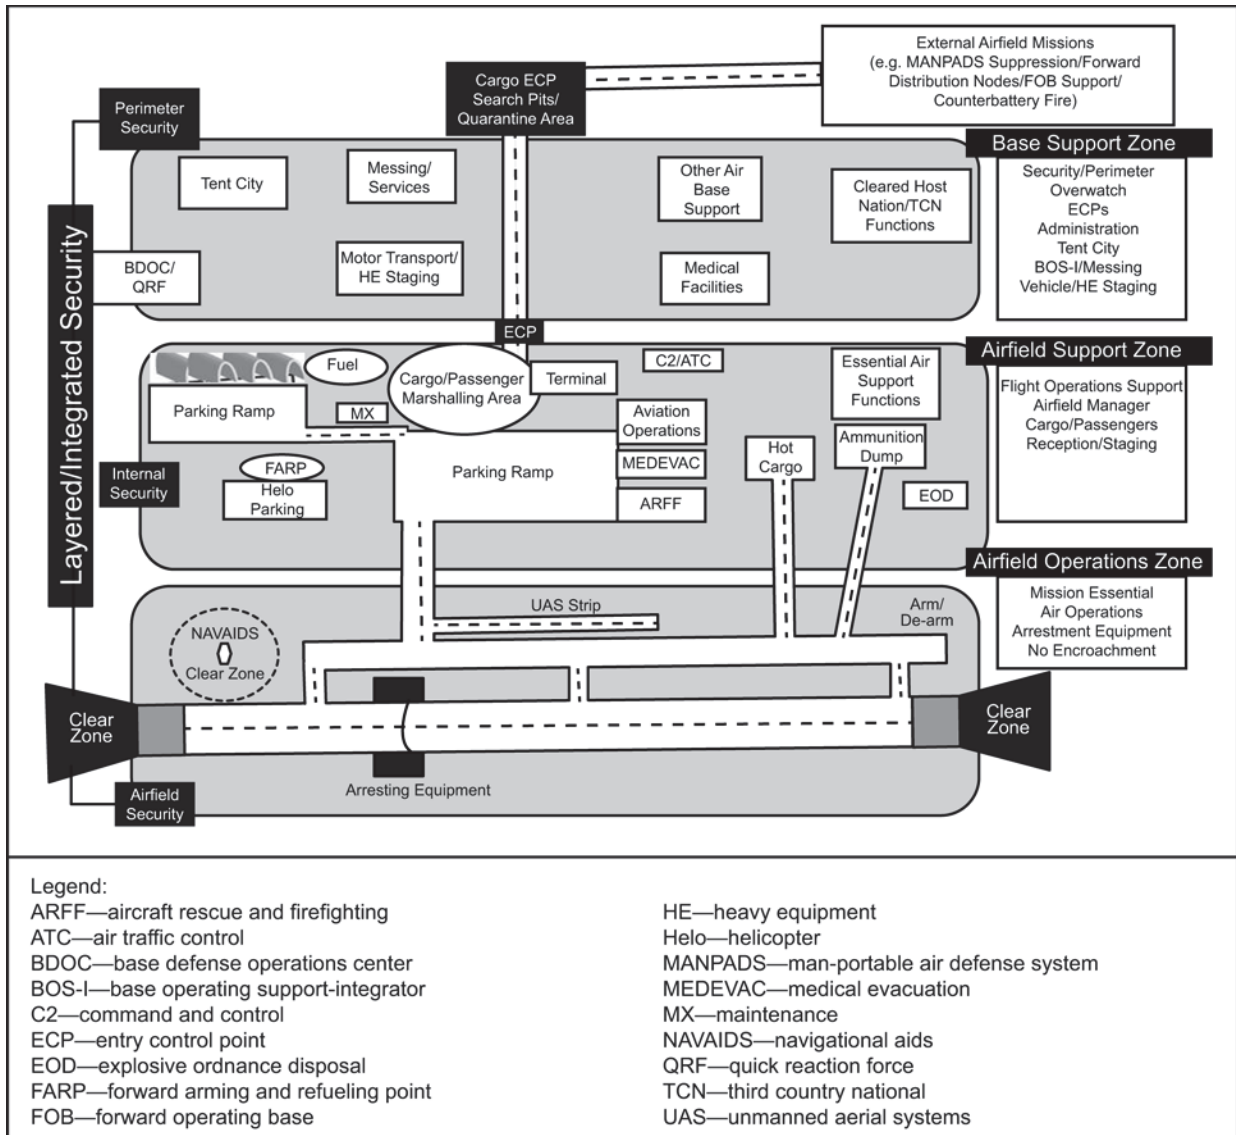 External Airfield Missions
(e.g. MANPADS Suppression/Forward
Distribution Nodes/FOB Support/
Counterbattery Fire)
Cargo ECP
Search Pits/
Quarantine Area
Perimeter
Security
Layered/Integrated Security
Tent City
Messing/
Services
Other Air
Base
Support
Cleared Host
Nation/TCN
Functions
BDOC/
QRF
Motor Transport/
HE Staging
Medical
Facilities
Base Support Zone
Security/Perimeter
Overwatch
ECPs
Administration
Tent City
BOS-I/Messing
Vehicle/HE Staging
ECP
Fuel
Cargo/Passenger
Marshalling Area
Terminal
C2/ATC
Essential Air
Support
Functions
Parking Ramp
MX
Aviation
Operations
Hot
Cargo
Ammunition
Dump
Parking Ramp
MEDEVAC
Internal
Security
FARP
Helo
Parking
ARFF
EOD
Airfield Support Zone
Flight Operations Support
Airfield Manager
Cargo/Passengers
Reception/Staging
Airfield Operations Zone
Mission Essential
Air Operations
Arrestment Equipment
No Encroachment
UAS Strip
Arm/
De-arm
NAVAIDS
Clear Zone
Clear
Zone
Clear
Zone
Arresting Equipment
Airfield
Security
Legend:
ARFF—aircraft rescue and firefighting
ATC—air traffic control
BDOC—base defense operations center
BOS-I—base operating support-integrator
C2—command and control
ECP—entry control point
EOD—explosive ordnance disposal
FARP—forward arming and refueling point
FOB—forward operating base
HE—heavy equipment
Helo—helicopter
MANPADS—man-portable air defense system
MEDEVAC—medical evacuation
MX—maintenance
NAVAIDS—navigational aids
QRF—quick reaction force
TCN—third country national
UAS—unmanned aerial systems